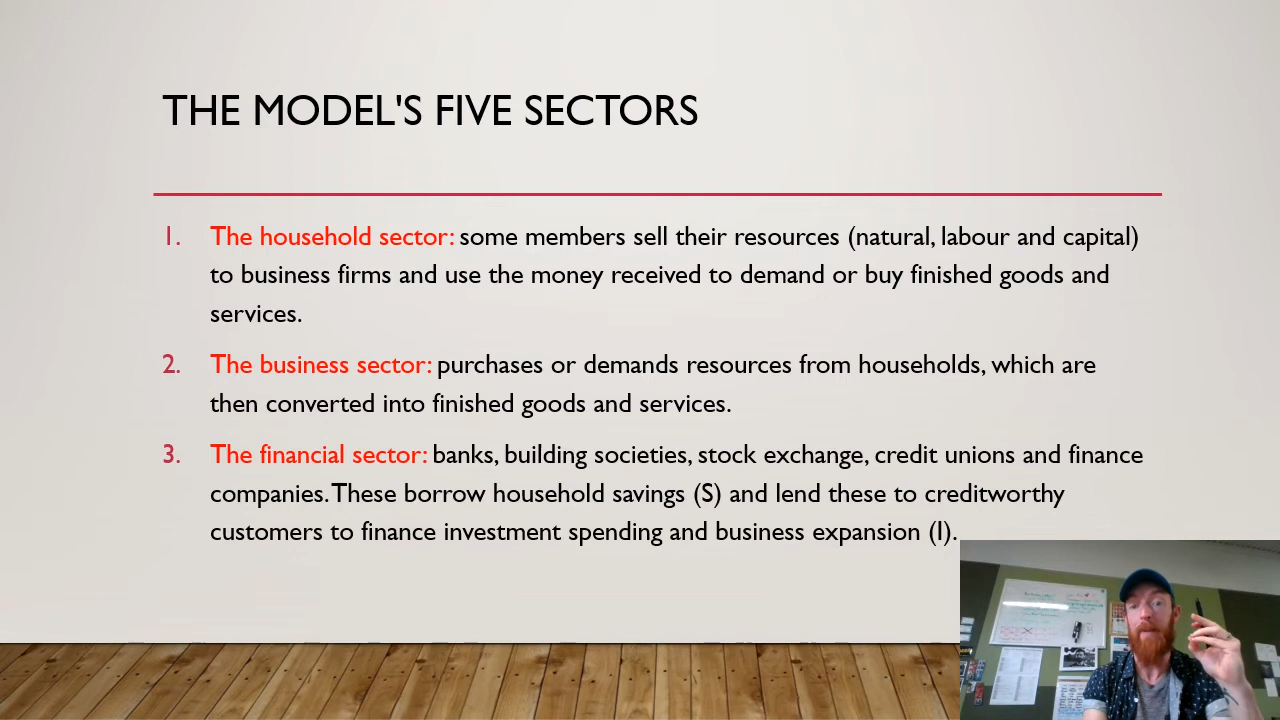 THE MODEL'S FIVE SECTORS
1. The household sector: some members sell their resources (natural, labour and capital)
to business firms and use the money received to demand or buy finished goods and
services.
2. The business sector: purchases or demands resources from households, which are
then converted into finished goods and services.
3. The financial sector: banks, building societies, stock exchange, credit unions and finance
companies. These borrow household savings (S) and lend these to creditworthy
customers to finance investment spending and business expansion (I).